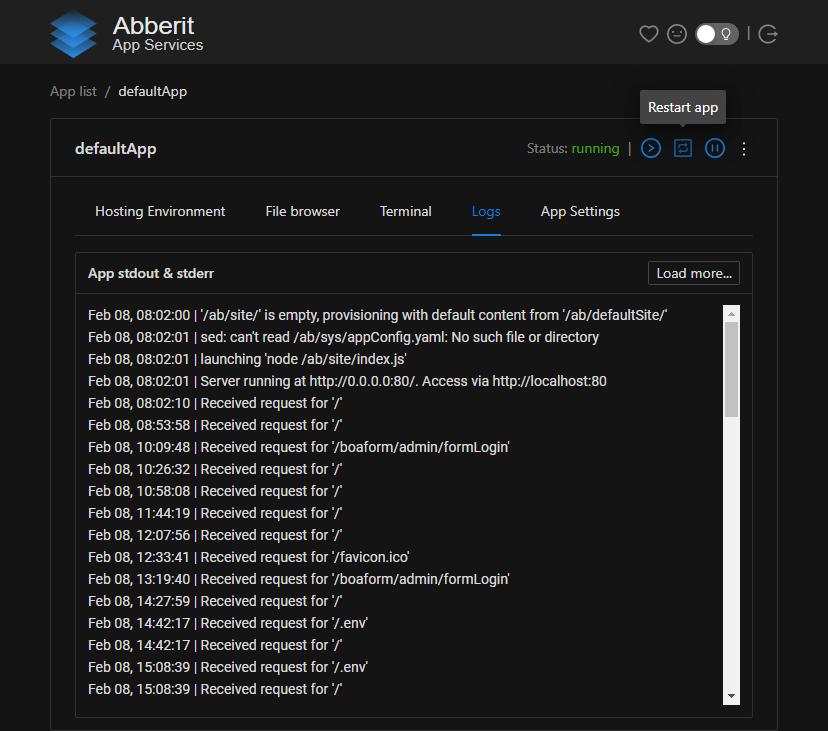 Abberit
App Services
App list / defaultApp
Restart app
defaultApp
Status: running |
Hosting Environment File browser Terminal Logs App Settings
App stdout & stderr
Load more...
Feb 08, 08:02:00 | '/ab/site/' is empty, provisioning with default content from '/ab/defaultSite/'
Feb 08, 08:02:01 | sed: can't read /ab/sys/appConfig.yaml: No such file or directory
Feb 08, 08:02:01 | launching 'node /ab/site/index.js'
Feb 08, 08:02:01 | Server running at http://0.0.0.0:80/. Access via http://localhost:80
Feb 08, 08:02:10 | Received request for '/'
Feb 08, 08:53:58 | Received request for '/'
Feb 08, 10:09:48 | Received request for '/boaform/admin/formLogin'
Feb 08, 10:26:32 | Received request for '/'
Feb 08, 10:58:08 | Received request for '/'
Feb 08, 11:44:19 | Received request for '/'
Feb 08, 12:07:56 | Received request for '/'
Feb 08, 12:33:41 | Received request for '/favicon.ico'
Feb 08, 13:19:40 | Received request for '/boaform/admin/formLogin'
Feb 08, 14:27:59 | Received request for '/'
Feb 08, 14:42:17 | Received request for '/.env'
Feb 08, 14:42:17 | Received request for '/'
Feb 08, 15:08:39 | Received request for '/.env'
Feb 08, 15:08:39 | Received request for '/'